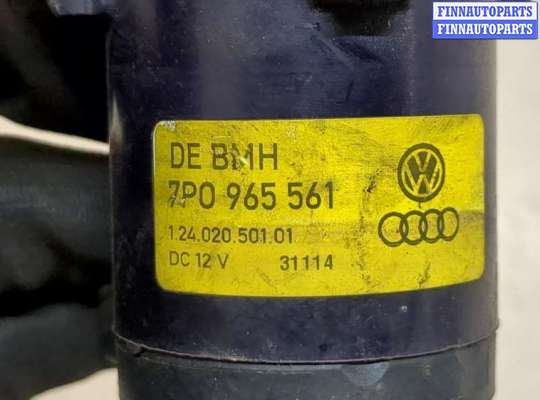 FINNAUTOPARTS
FINNAUTOPARTS
DE BMH
7P0 965 561
1.24.020.501.01
DC 12 V 31114